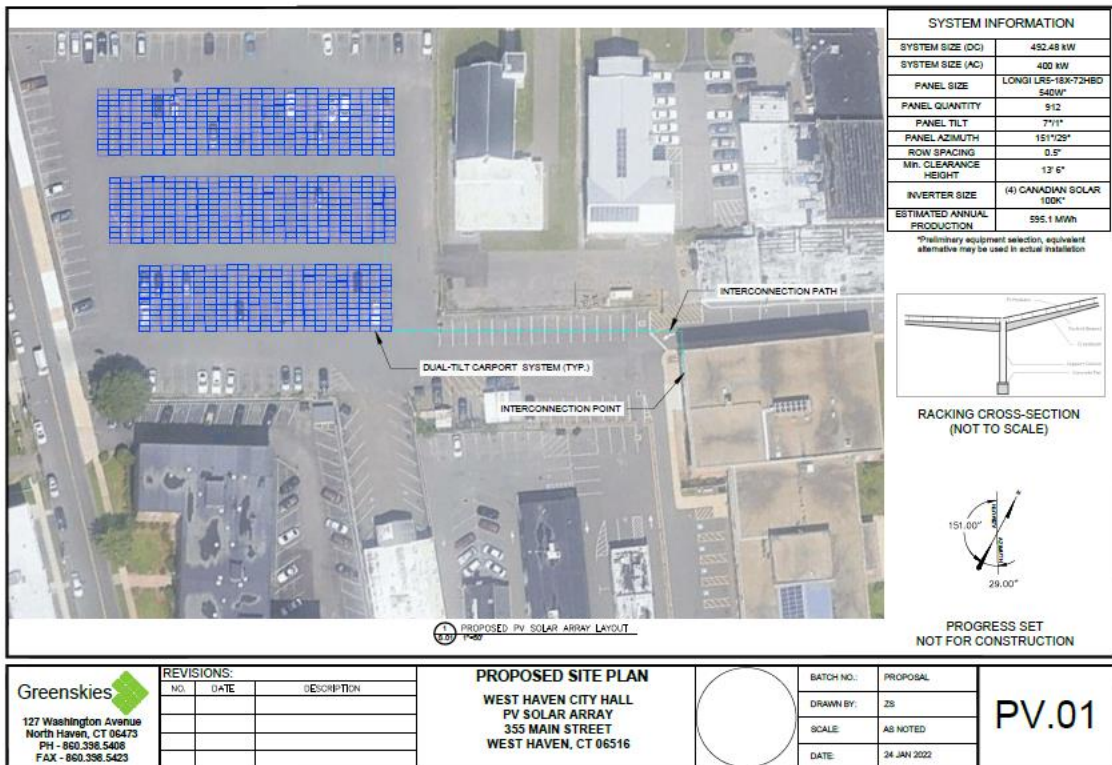 SYSTEM INFORMATION
SYSTEM SIZE (DC) 492.48 kW
SYSTEM SIZE (AC) 400 kW
PANEL SIZE LONGI LR5-18X-72HBD 540W*
PANEL QUANTITY 912
PANEL TILT 7°/1°
PANEL AZIMUTH 151°/29°
ROW SPACING 0.5"
Min. CLEARANCE HEIGHT 13' 6"
INVERTER SIZE (4) CANADIAN SOLAR 100K*
ESTIMATED ANNUAL PRODUCTION 595.1 MWh
*Preliminary equipment selection, equivalent
alternative may be used in actual installation
INTERCONNECTION PATH
DUAL-TILT CARPORT SYSTEM (TYP.)
INTERCONNECTION POINT
RACKING CROSS-SECTION
(NOT TO SCALE)
151.00°
AZIMUTH
N
29.00°
1 PROPOSED PV SOLAR ARRAY LAYOUT
1"=60'
PROGRESS SET
NOT FOR CONSTRUCTION
Greenskies
127 Washington Avenue
North Haven, CT 06473
PH - 860.398.5408
FAX - 860.398.5423
REVISIONS:
NO. DATE DESCRIPTION
PROPOSED SITE PLAN
WEST HAVEN CITY HALL
PV SOLAR ARRAY
355 MAIN STREET
WEST HAVEN, CT 06516
BATCH NO.: PROPOSAL
DRAWN BY: ZS
SCALE: AS NOTED
DATE: 24 JAN 2022
PV.01